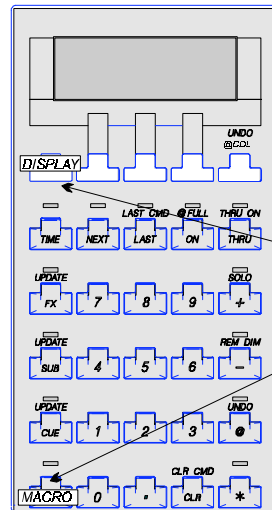 UNDO
@COL
DISPLAY
LAST CMD @FULL THRU ON
TIME NEXT LAST ON THRU
UPDATE SOLO
FX 7 8 9 +
UPDATE REM DIM
SUB 4 5 6 -
UPDATE UNDO
CUE 1 2 3 @
CLR CMD
MACRO 0 . CLR *